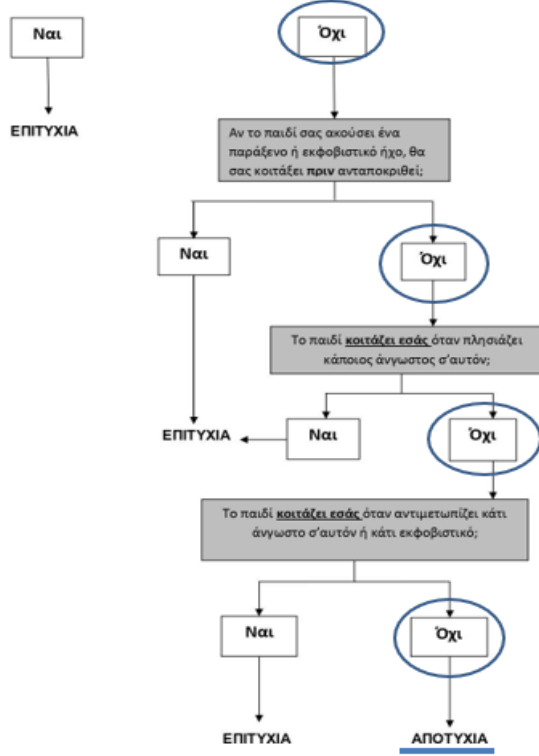 Ναι
Όχι
ΕΠΙΤΥΧΙΑ
Αν το παιδί σας ακούσει ένα
παράξενο ή εκφοβιστικό ήχο, θα
σας κοιτάξει πριν ανταποκριθεί;
Ναι
Όχι
Το παιδί κοιτάζει εσάς όταν πλησιάζει
κάποιος άνγωστος σ'αυτόν;
ΕΠΙΤΥΧΙΑ
Ναι
Όχι
Το παιδί κοιτάζει εσάς όταν αντιμετωπίζει κάτι
άνγωστο σ'αυτόν ή κάτι εκφοβιστικό;
Ναι
Όχι
ΕΠΙΤΥΧΙΑ
ΑΠΟΤΥΧΙΑ